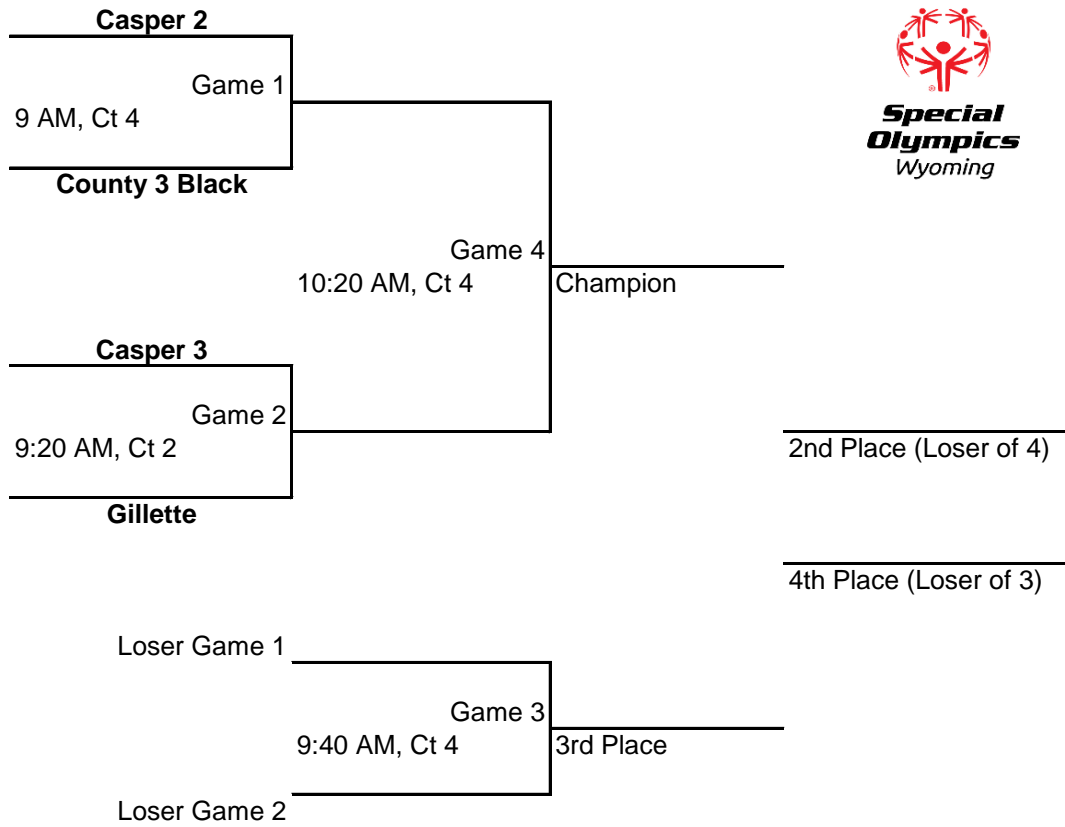 Casper 2
Game 1
9 AM, Ct 4
County 3 Black
Special
Olympics
Wyoming
®
Game 4
10:20 AM, Ct 4
Champion
Casper 3
Game 2
9:20 AM, Ct 2
Gillette
2nd Place (Loser of 4)
4th Place (Loser of 3)
Loser Game 1
Game 3
9:40 AM, Ct 4
3rd Place
Loser Game 2